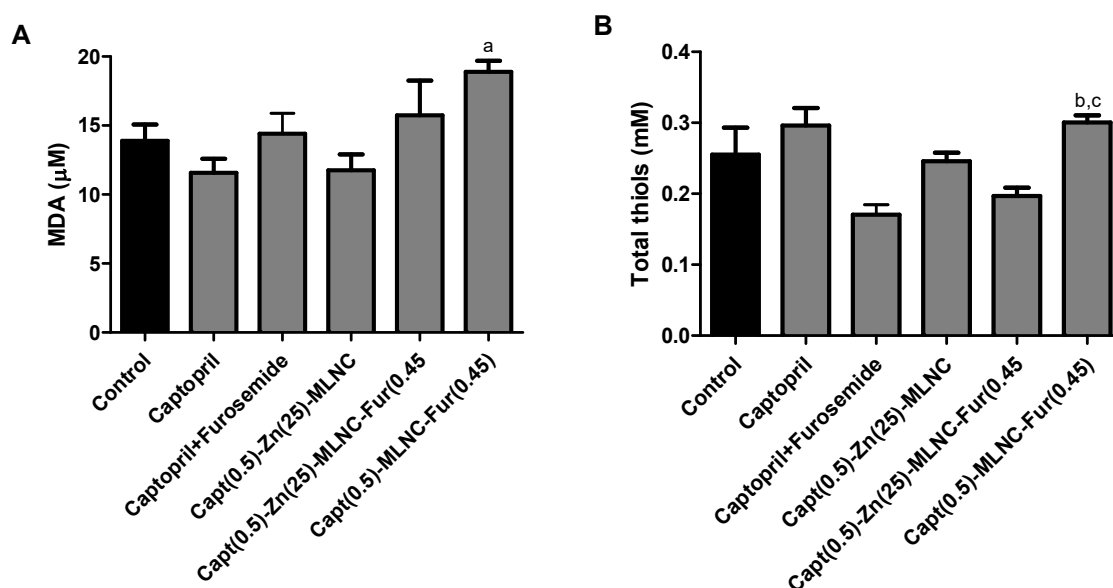 A
MDA (μM)
20
15
10
5
0
a
Control
Captopril
Captopril+Furosemide
Capt(0.5)-Zn(25)-MLNC
Capt(0.5)-Zn(25)-MLNC-Fur(0.45
Capt(0.5)-MLNC-Fur(0.45)
B
Total thiols (mM)
0.4
0.3
0.2
0.1
0.0
b,c
Control
Captopril
Captopril+Furosemide
Capt(0.5)-Zn(25)-MLNC
Capt(0.5)-Zn(25)-MLNC-Fur(0.45
Capt(0.5)-MLNC-Fur(0.45)